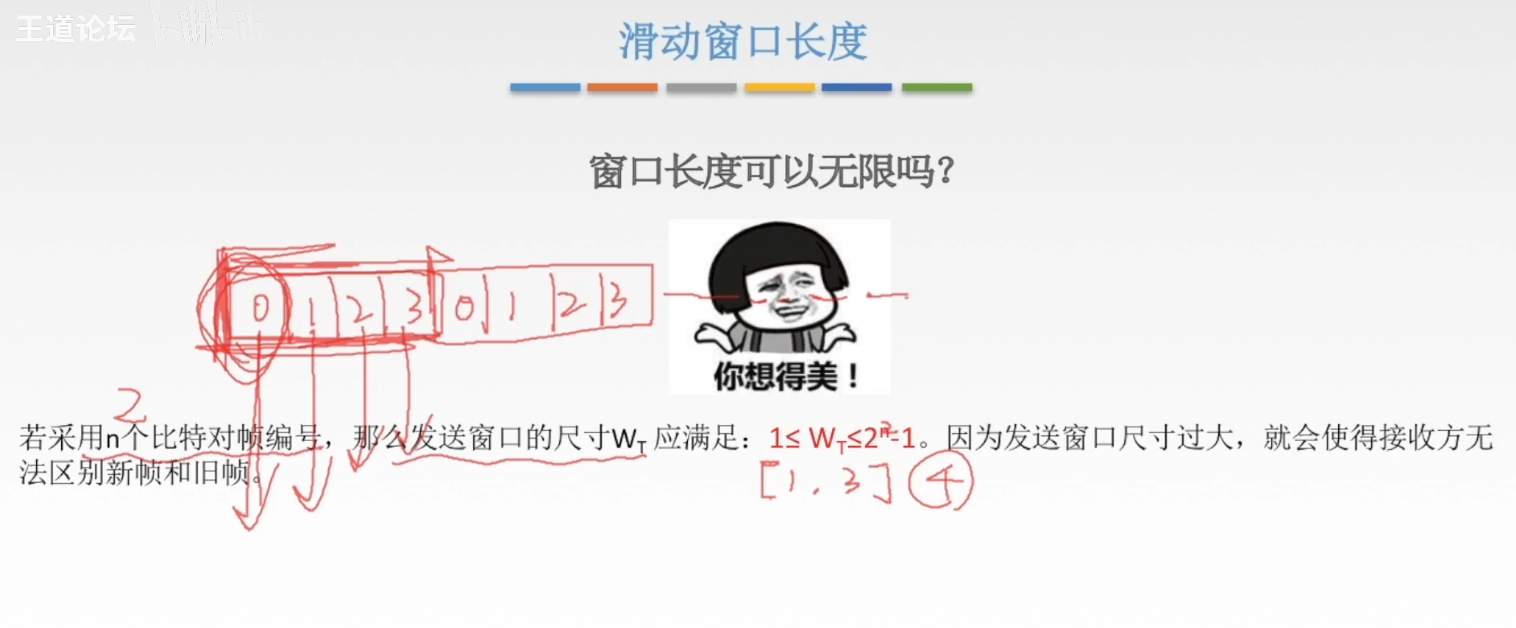 王道论坛
滑动窗口长度
窗口长度可以无限吗？
0 1 2 3 0 1 2 3
你想得美！
2
若采用n个比特对帧编号，那么发送窗口的尺寸W_T 应满足：1≤ W_T≤2^n-1。因为发送窗口尺寸过大，就会使得接收方无
法区别新帧和旧帧。
[1，3] ④